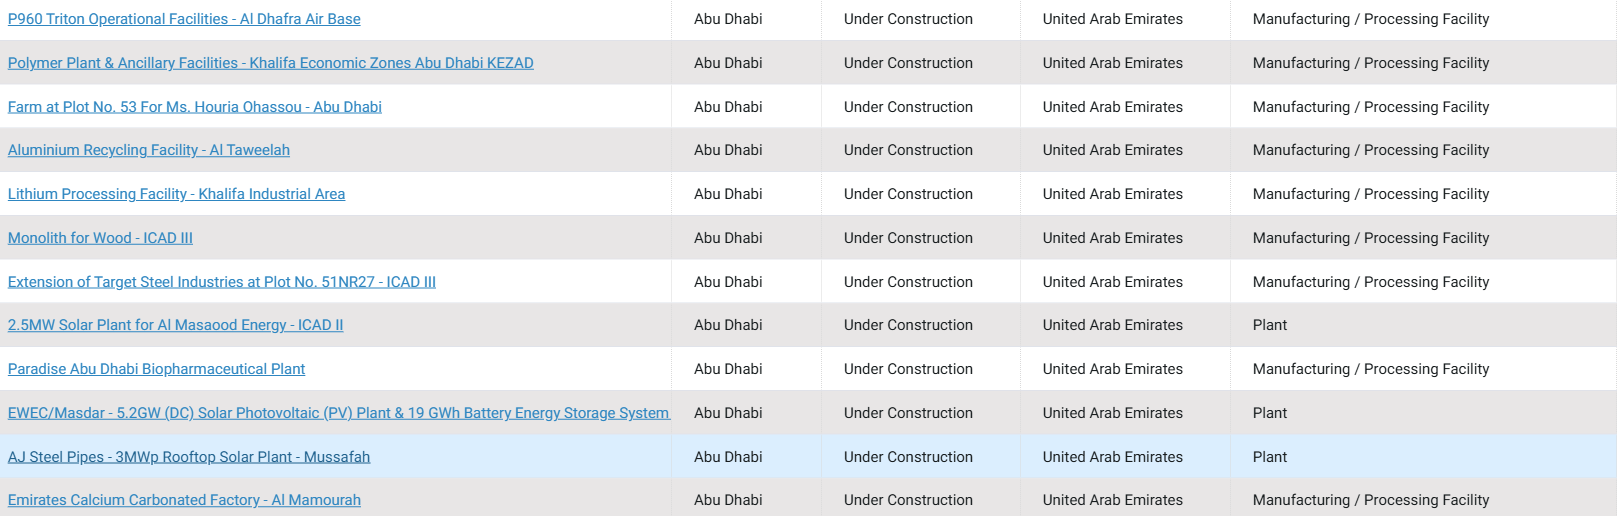 P960 Triton Operational Facilities - Al Dhafra Air Base Abu Dhabi Under Construction United Arab Emirates Manufacturing / Processing Facility
Polymer Plant & Ancillary Facilities - Khalifa Economic Zones Abu Dhabi KEZAD Abu Dhabi Under Construction United Arab Emirates Manufacturing / Processing Facility
Farm at Plot No. 53 For Ms. Houria Ohassou - Abu Dhabi Abu Dhabi Under Construction United Arab Emirates Manufacturing / Processing Facility
Aluminium Recycling Facility - Al Taweelah Abu Dhabi Under Construction United Arab Emirates Manufacturing / Processing Facility
Lithium Processing Facility - Khalifa Industrial Area Abu Dhabi Under Construction United Arab Emirates Manufacturing / Processing Facility
Monolith for Wood - ICAD III Abu Dhabi Under Construction United Arab Emirates Manufacturing / Processing Facility
Extension of Target Steel Industries at Plot No. 51NR27 - ICAD III Abu Dhabi Under Construction United Arab Emirates Manufacturing / Processing Facility
2.5MW Solar Plant for Al Masaood Energy - ICAD II Abu Dhabi Under Construction United Arab Emirates Plant
Paradise Abu Dhabi Biopharmaceutical Plant Abu Dhabi Under Construction United Arab Emirates Manufacturing / Processing Facility
EWEC/Masdar - 5.2GW (DC) Solar Photovoltaic (PV) Plant & 19 GWh Battery Energy Storage System Abu Dhabi Under Construction United Arab Emirates Plant
AJ Steel Pipes - 3MWp Rooftop Solar Plant - Mussafah Abu Dhabi Under Construction United Arab Emirates Plant
Emirates Calcium Carbonated Factory - Al Mamourah Abu Dhabi Under Construction United Arab Emirates Manufacturing / Processing Facility